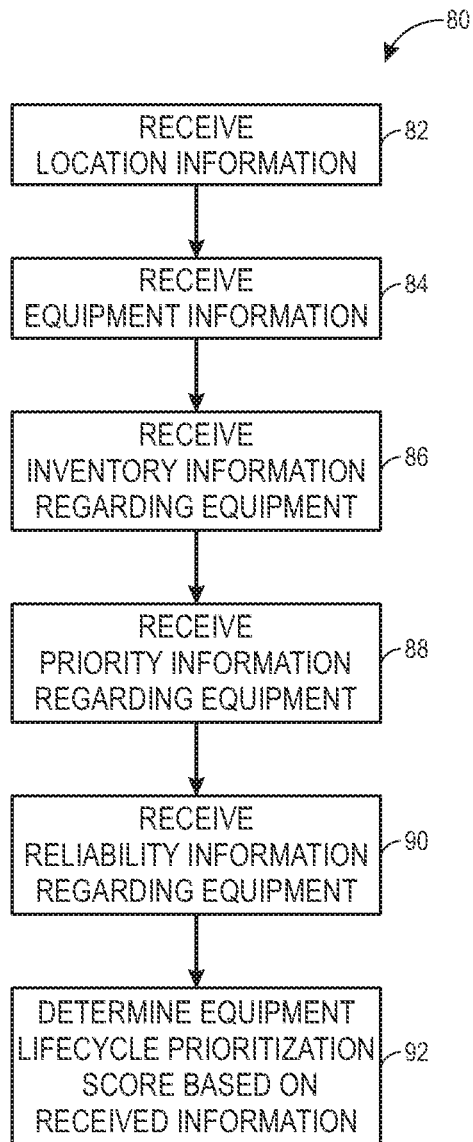 80
RECEIVE
LOCATION INFORMATION
82
RECEIVE
EQUIPMENT INFORMATION
84
RECEIVE
INVENTORY INFORMATION
REGARDING EQUIPMENT
86
RECEIVE
PRIORITY INFORMATION
REGARDING EQUIPMENT
88
RECEIVE
RELIABILITY INFORMATION
REGARDING EQUIPMENT
90
DETERMINE EQUIPMENT
LIFECYCLE PRIORITIZATION
SCORE BASED ON
RECEIVED INFORMATION
92